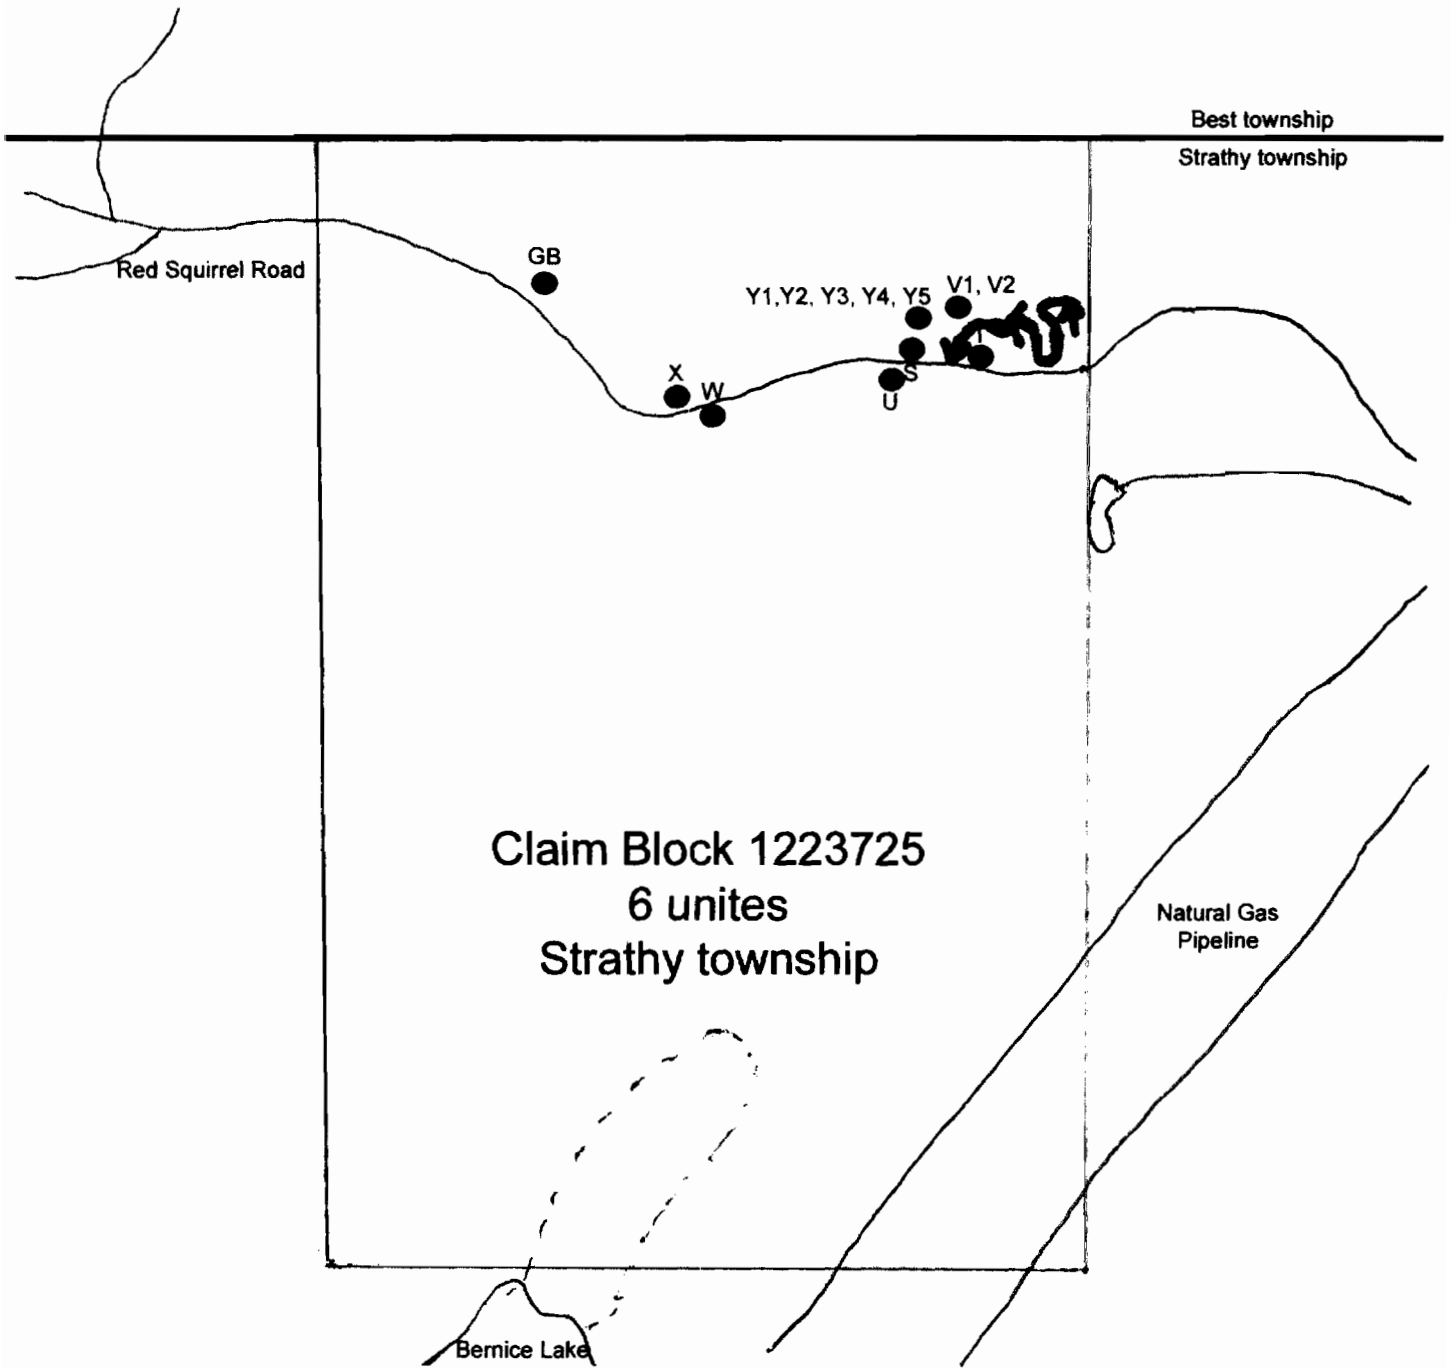 Best township
Strathy township
Red Squirrel Road
GB
V1, V2
Y1,Y2, Y3, Y4, Y5
X
W
S
U
Claim Block 1223725
6 unites
Strathy township
Natural Gas
Pipeline
Bernice Lake